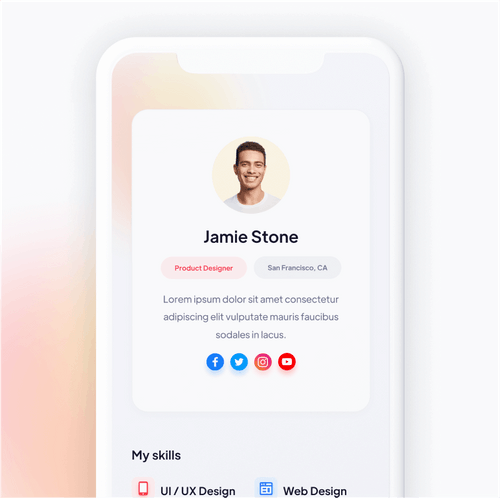 Jamie Stone
Product Designer San Francisco, CA
Lorem ipsum dolor sit amet consectetur
adipiscing elit vulputate mauris faucibus
sodales in lacus.
My skills
UI / UX Design Web Design